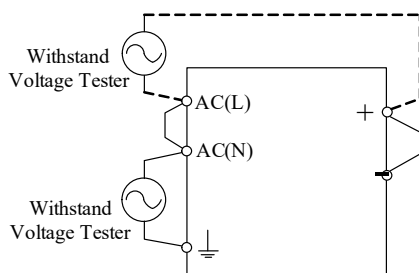 Withstand
Voltage Tester
AC(L)
+
AC(N)
-
Withstand
Voltage Tester